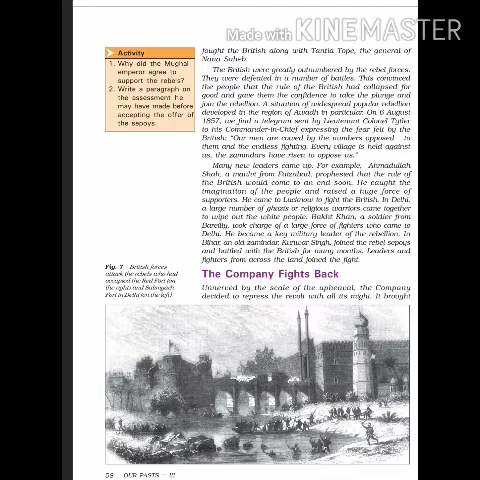 Made with KINEMASTER
fought the British along with Tantia Tope, the general of
Nana Saheb.
The British were greatly outnumbered by the rebel forces.
They were defeated in a number of battles. This convinced
the people that the rule of the British had collapsed for
good and gave them the confidence to take the plunge and
join the rebellion. A situation of widespread popular rebellion
developed in the region of Awadh in particular. On 6 August
1857, we find a telegram sent by Lieutenant Colonel Tytler
to his Commander-in-Chief expressing the fear felt by the
British: "Our men are cowed by the numbers opposed to
them and the endless fighting. Every village is held against
us, the zamindars have risen to oppose us."
Many new leaders came up. For example, Ahmadullah
Shah, a maulvi from Faizabad, prophesied that the rule of
the British would come to an end soon. He caught the
imagination of the people and raised a huge force of
supporters. He came to Lucknow to fight the British. In Delhi,
a large number of ghazis or religious warriors came together
to wipe out the white people. Bakht Khan, a soldier from
Bareilly, took charge of a large force of fighters who came to
Delhi. He became a key military leader of the rebellion. In
Bihar, an old zamindar, Kunwar Singh, joined the rebel sepoys
and battled with the British for many months. Leaders and
fighters from across the land joined the fight.
The Company Fights Back
Unnerved by the scale of the upheaval, the Company
decided to repress the revolt with all its might. It brought
Activity
1. Why did the Mughal
emperor agree to
support the rebels?
2. Write a paragraph on
the assessment he
may have made before
accepting the offer of
the sepoys.
Fig. 7 – British forces
attack the rebels who had
occupied the Red Fort (on
the right) and Salimgarh
Fort in Delhi (on the left)
58 OUR PASTS – III